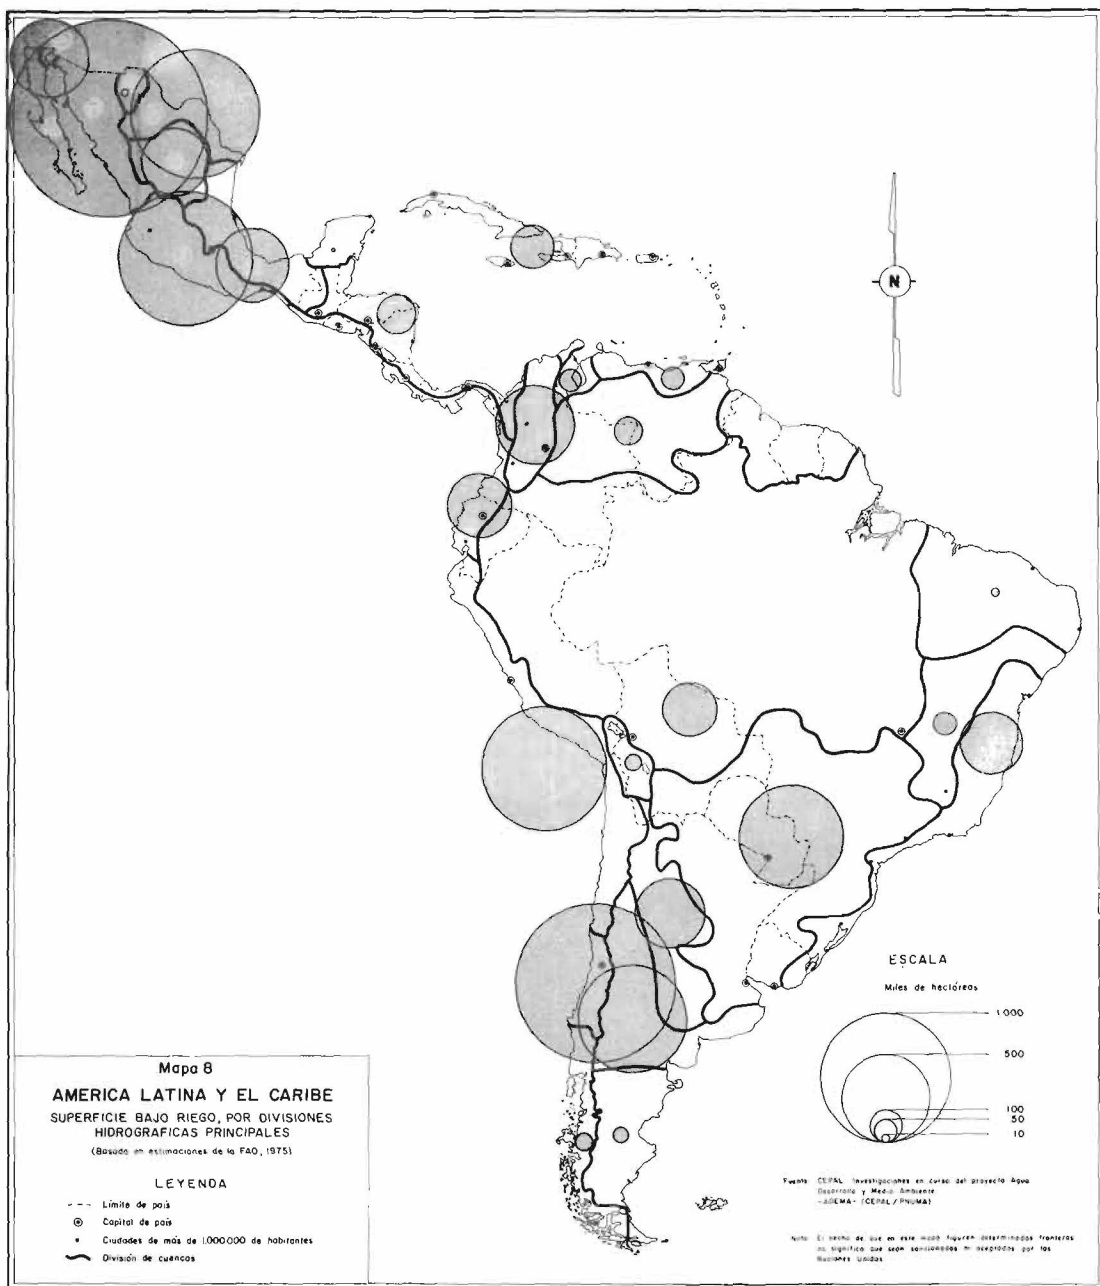 N
ESCALA
Miles de hectáreas
1 000
500
100
50
10
Mapa 8
AMERICA LATINA Y EL CARIBE
SUPERFICIE BAJO RIEGO, POR DIVISIONES
HIDROGRAFICAS PRINCIPALES
(Basado en estimaciones de la FAO, 1975)
LEYENDA
Límite de país
Capital de país
Ciudades de más de 1.000.000 de habitantes
División de cuencas
Fuente: CEPAL Investigaciones en curso del proyecto Agua
Desarrollo y Medio Ambiente
-ADEMA- (CEPAL/PNUMA)
Nota: El hecho de que en este mapa figuren determinadas fronteras
no significa que sean sancionadas ni aceptadas por las
Naciones Unidas